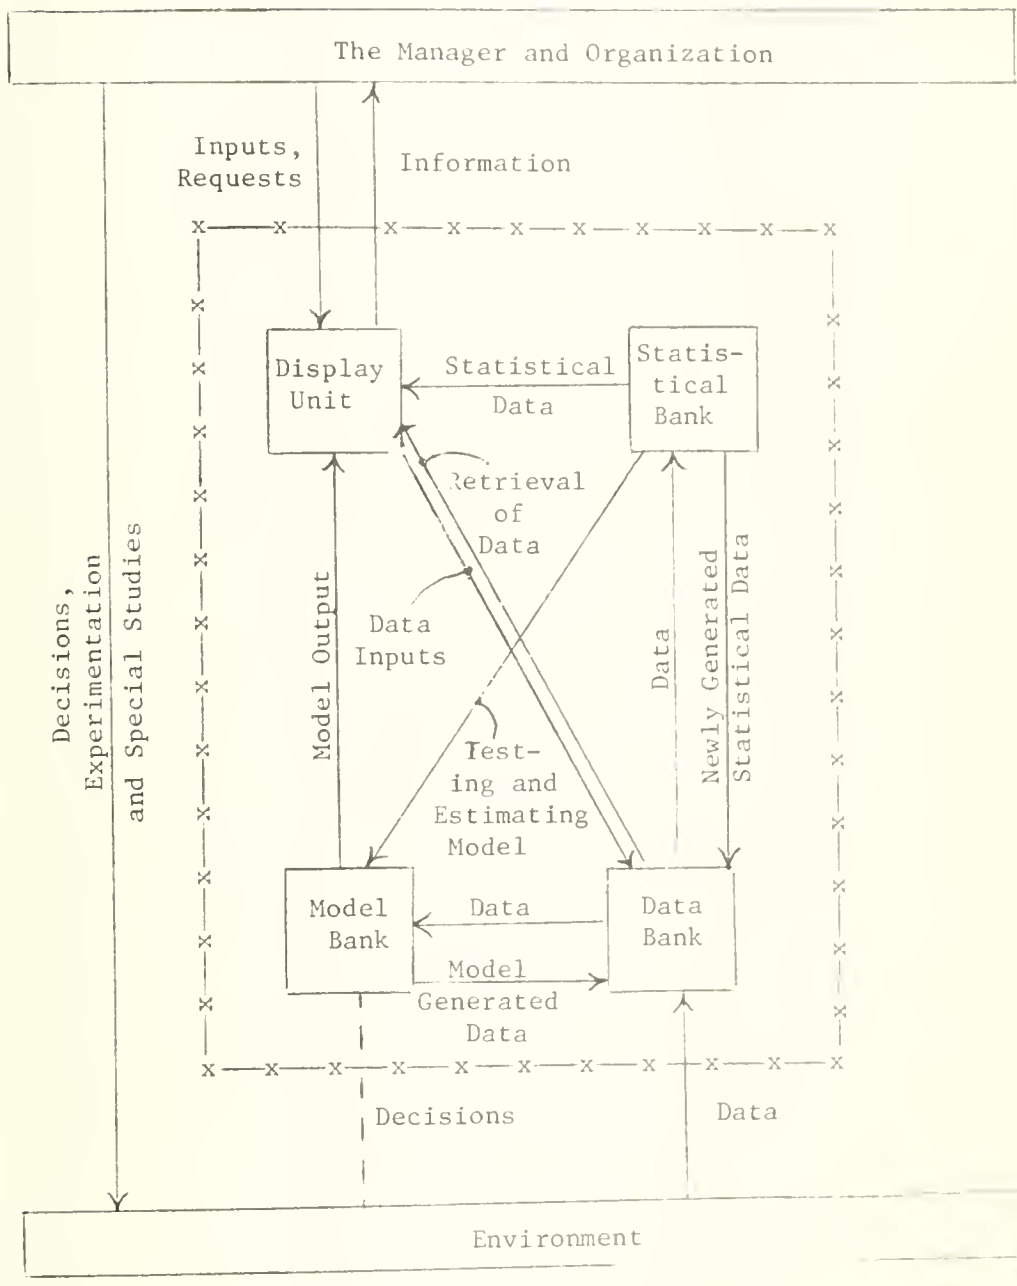 The Manager and Organization
Inputs,
Requests
Information
Display
Unit
Statistical
Data
Statis-
tical
Bank
Retrieval
of
Data
Data
Inputs
Model Output
Data
Newly Generated
Statistical Data
Decisions,
Experimentation
and Special Studies
Test-
ing and
Estimating
Model
Model
Bank
Data
Data
Bank
Model
Generated
Data
Decisions
Data
Environment